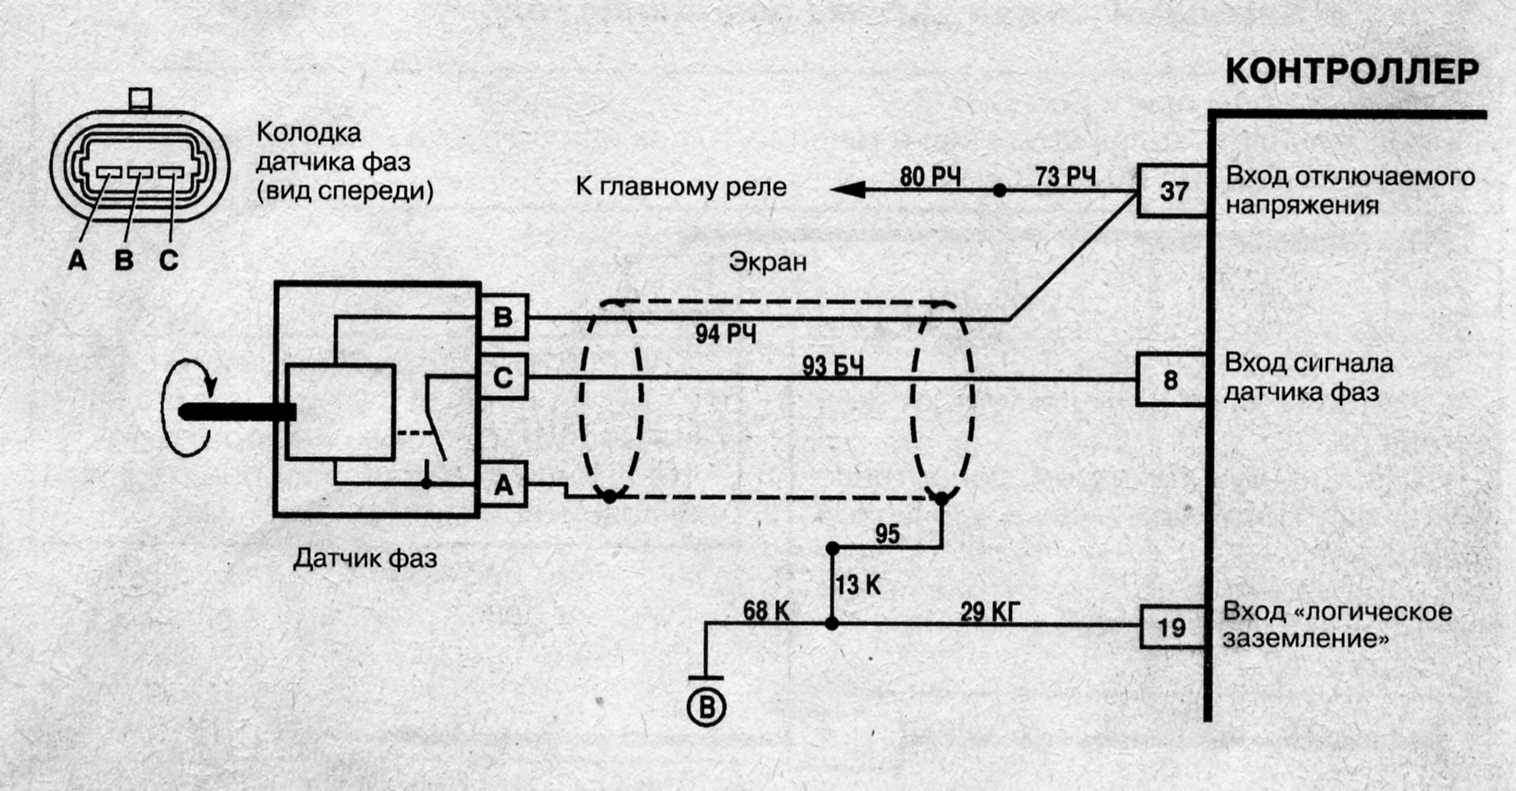 КОНТРОЛЛЕР
Колодка
датчика фаз
(вид спереди)
A B C
К главному реле
80 РЧ
73 РЧ
37
Вход отключаемого
напряжения
Экран
B
94 РЧ
C
93 БЧ
8
Вход сигнала
датчика фаз
A
Датчик фаз
95
13 К
68 К
29 КГ
19
Вход «логическое
заземление»
B